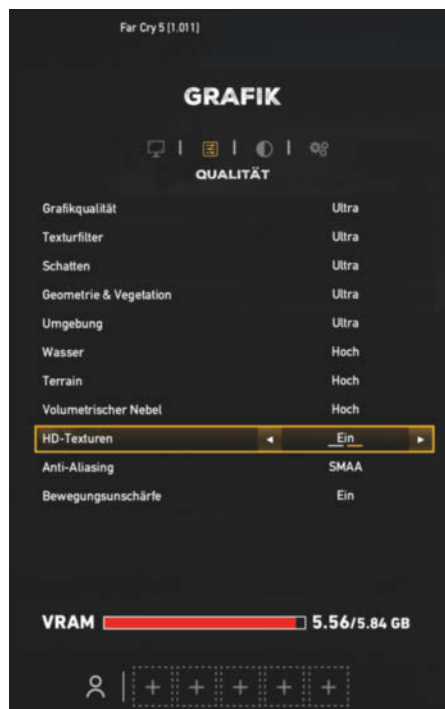 Far Cry 5 [1.011]
GRAFIK
QUALITÄT
Grafikqualität Ultra
Texturfilter Ultra
Schatten Ultra
Geometrie & Vegetation Ultra
Umgebung Ultra
Wasser Hoch
Terrain Hoch
Volumetrischer Nebel Hoch
HD-Texturen Ein
Anti-Aliasing SMAA
Bewegungsunschärfe Ein
VRAM 5.56/5.84 GB